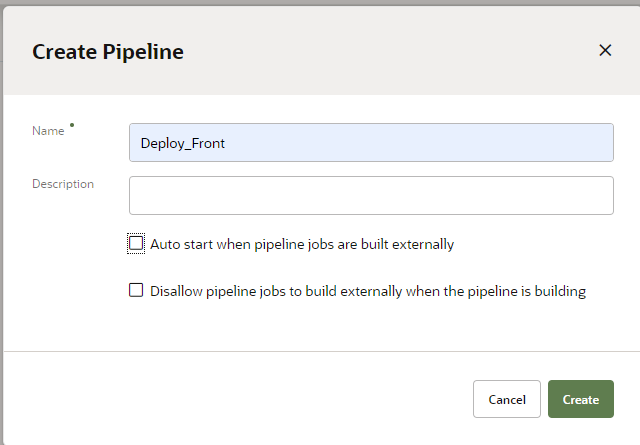 Create Pipeline
Name
Deploy_Front
Description
Auto start when pipeline jobs are built externally
Disallow pipeline jobs to build externally when the pipeline is building
Cancel Create